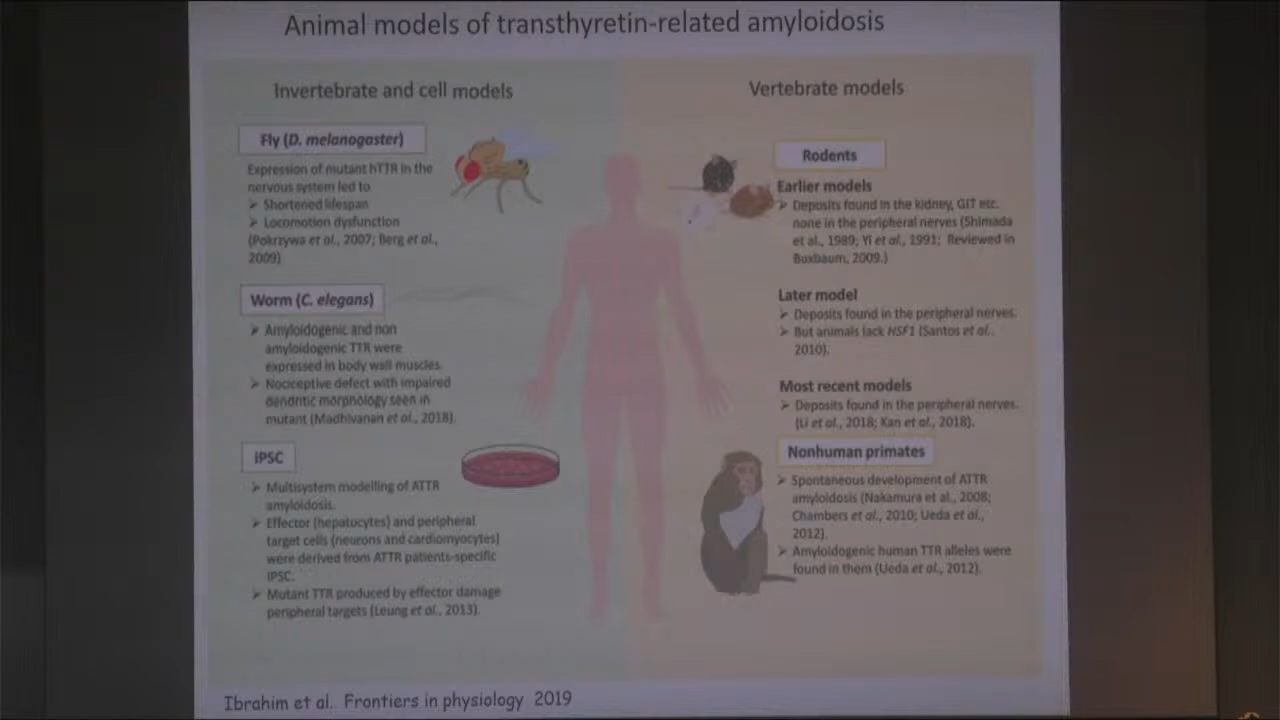 Animal models of transthyretin-related amyloidosis
Invertebrate and cell models
Fly (D. melanogaster)
Expression of mutant hTTR in the
nervous system led to
➢ Shortened lifespan
➢ Locomotion dysfunction
(Pokrzywa et al., 2007; Berg et al.,
2009)
Worm (C. elegans)
➢ Amyloidogenic and non
amyloidogenic TTR were
expressed in body wall muscles.
➢ Nociceptive defect with impaired
dendritic morphology seen in
mutant (Madhivanan et al., 2018).
iPSC
➢ Multisystem modelling of ATTR
amyloidosis.
➢ Effector (hepatocytes) and peripheral
target cells (neurons and cardiomyocytes)
were derived from ATTR patients-specific
iPSC.
➢ Mutant TTR produced by effector damage
peripheral targets (Leung et al., 2013).
Vertebrate models
Rodents
Earlier models
➢ Deposits found in the kidney, GIT etc.
none in the peripheral nerves (Shimada
et al., 1989; Yi et al., 1991; Reviewed in
Buxbaum, 2009.)
Later model
➢ Deposits found in the peripheral nerves.
➢ But animals lack HSF1 (Santos et al.,
2010).
Most recent models
➢ Deposits found in the peripheral nerves.
(Li et al., 2018; Kan et al., 2018).
Nonhuman primates
➢ Spontaneous development of ATTR
amyloidosis (Nakamura et al., 2008;
Chambers et al., 2010; Ueda et al.,
2012).
➢ Amyloidogenic human TTR alleles were
found in them (Ueda et al., 2012).
Ibrahim et al. Frontiers in physiology 2019